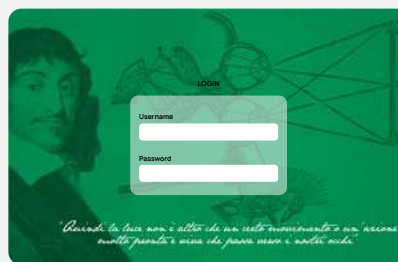 LOGIN
Username
Password
"Quindi la luce non è altro che un certo movimento o un'azione
molto pronta e viva che passa verso i nostri occhi"